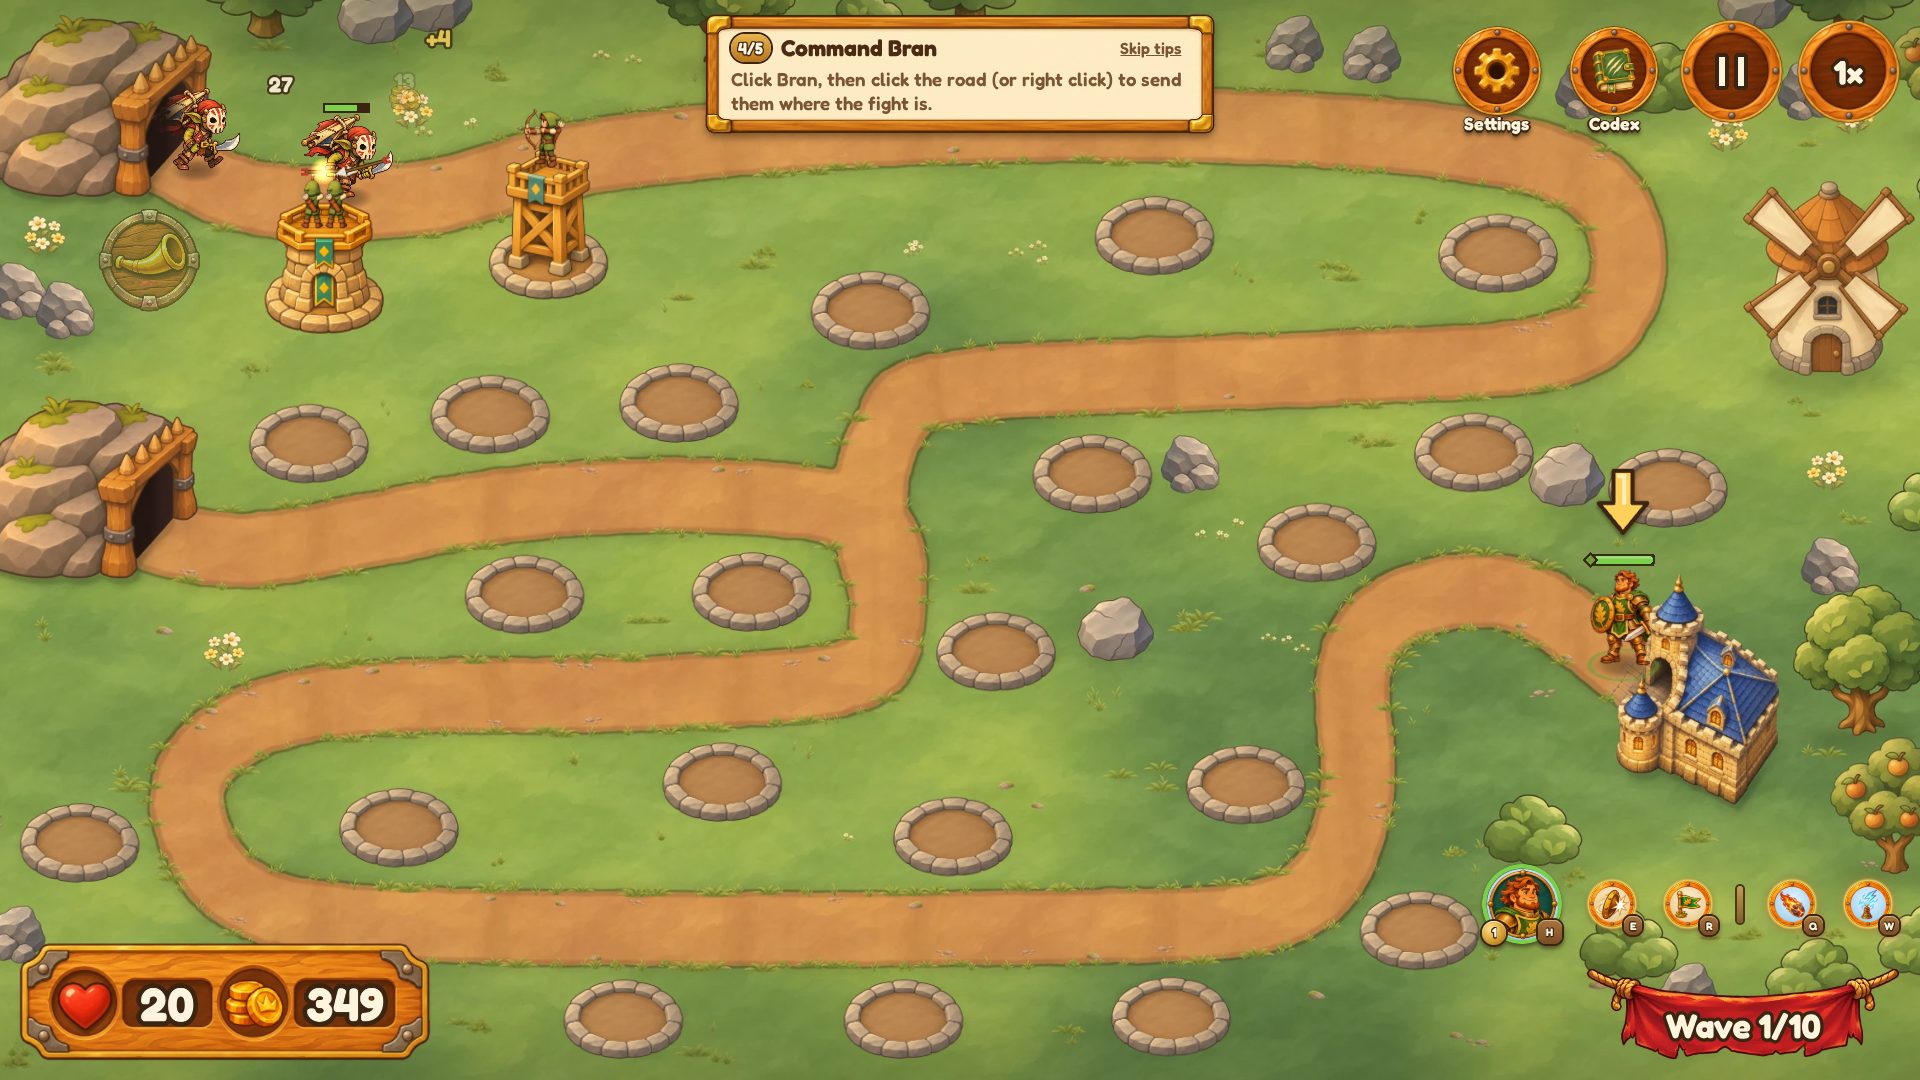 4/5 Command Bran Skip tips
Click Bran, then click the road (or right click) to send
them where the fight is.
+4
27
13
1x
Settings
Codex
1
H
E
R
Q
W
20
349
Wave 1/10